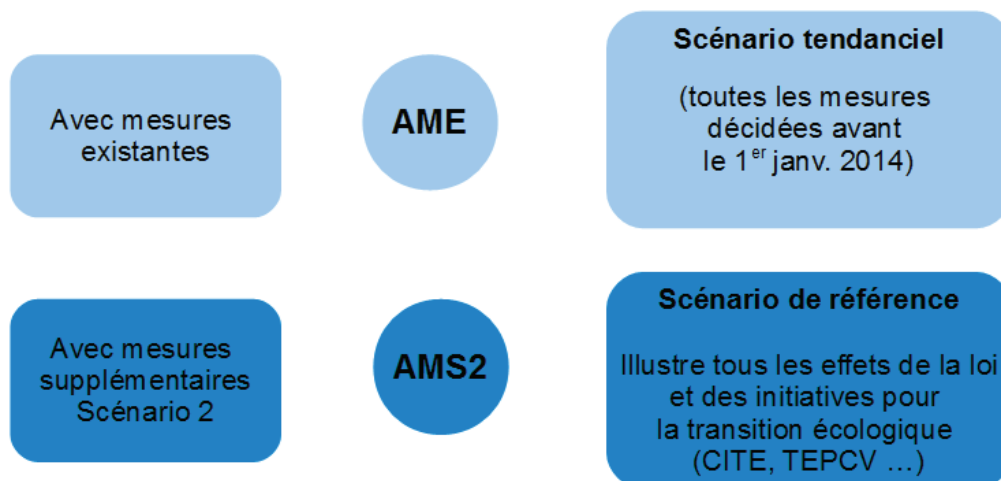 Avec mesures
existantes
AME
Scénario tendanciel
(toutes les mesures
décidées avant
le 1er janv. 2014)
Avec mesures
supplémentaires
Scénario 2
AMS2
Scénario de référence
Illustre tous les effets de la loi
et des initiatives pour
la transition écologique
(CITE, TEPCV ...)